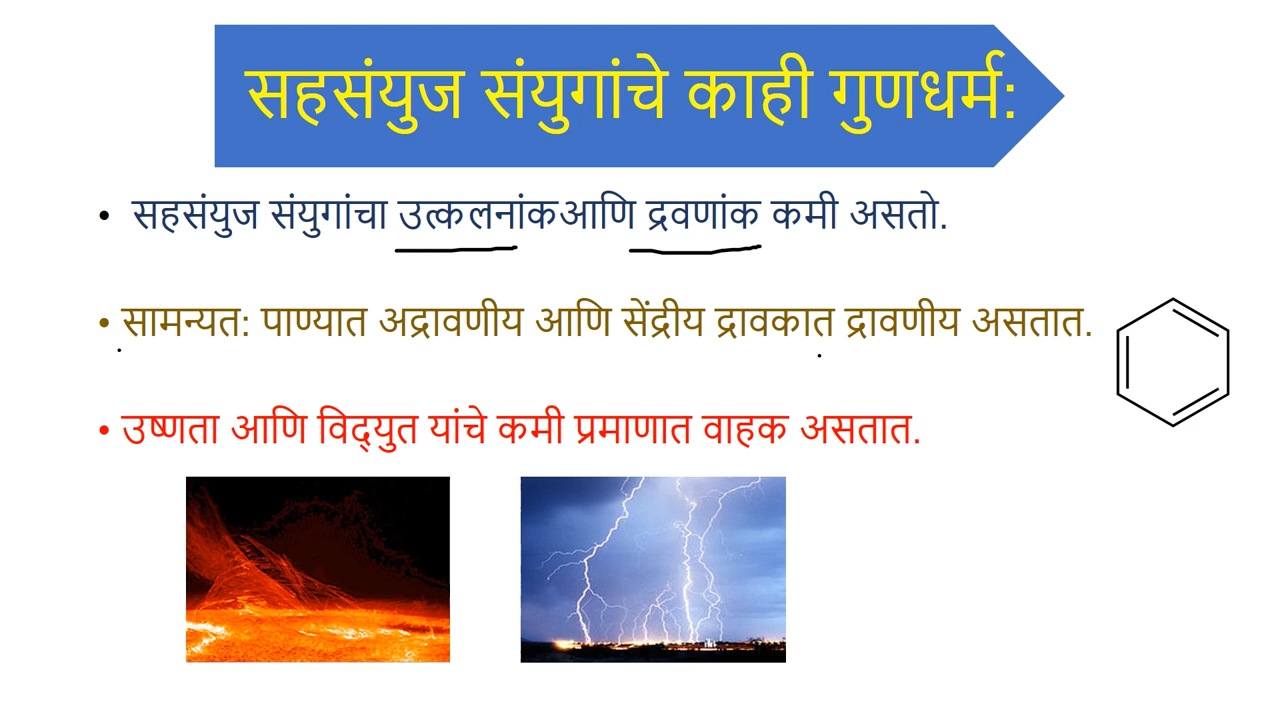 सहसंयुज संयुगांचे काही गुणधर्म:
• सहसंयुज संयुगांचा उत्कलनांकआणि द्रवणांक कमी असतो.
• सामन्यत: पाण्यात अद्रावणीय आणि सेंद्रीय द्रावकात द्रावणीय असतात.
• उष्णता आणि विद्‌युत यांचे कमी प्रमाणात वाहक असतात.